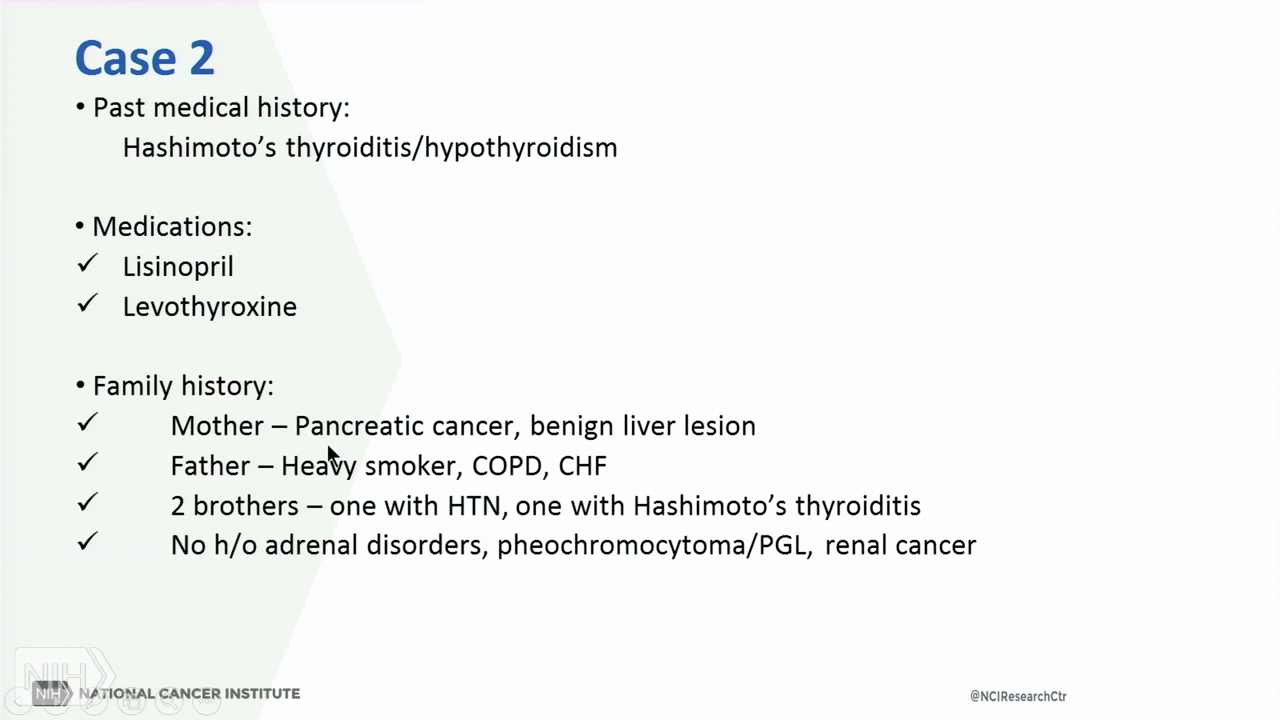 Case 2
• Past medical history:
Hashimoto’s thyroiditis/hypothyroidism
• Medications:
✓ Lisinopril
✓ Levothyroxine
• Family history:
✓ Mother – Pancreatic cancer, benign liver lesion
✓ Father – Heavy smoker, COPD, CHF
✓ 2 brothers – one with HTN, one with Hashimoto’s thyroiditis
✓ No h/o adrenal disorders, pheochromocytoma/PGL, renal cancer
NIH
NIH NATIONAL CANCER INSTITUTE
@NCIResearchCtr